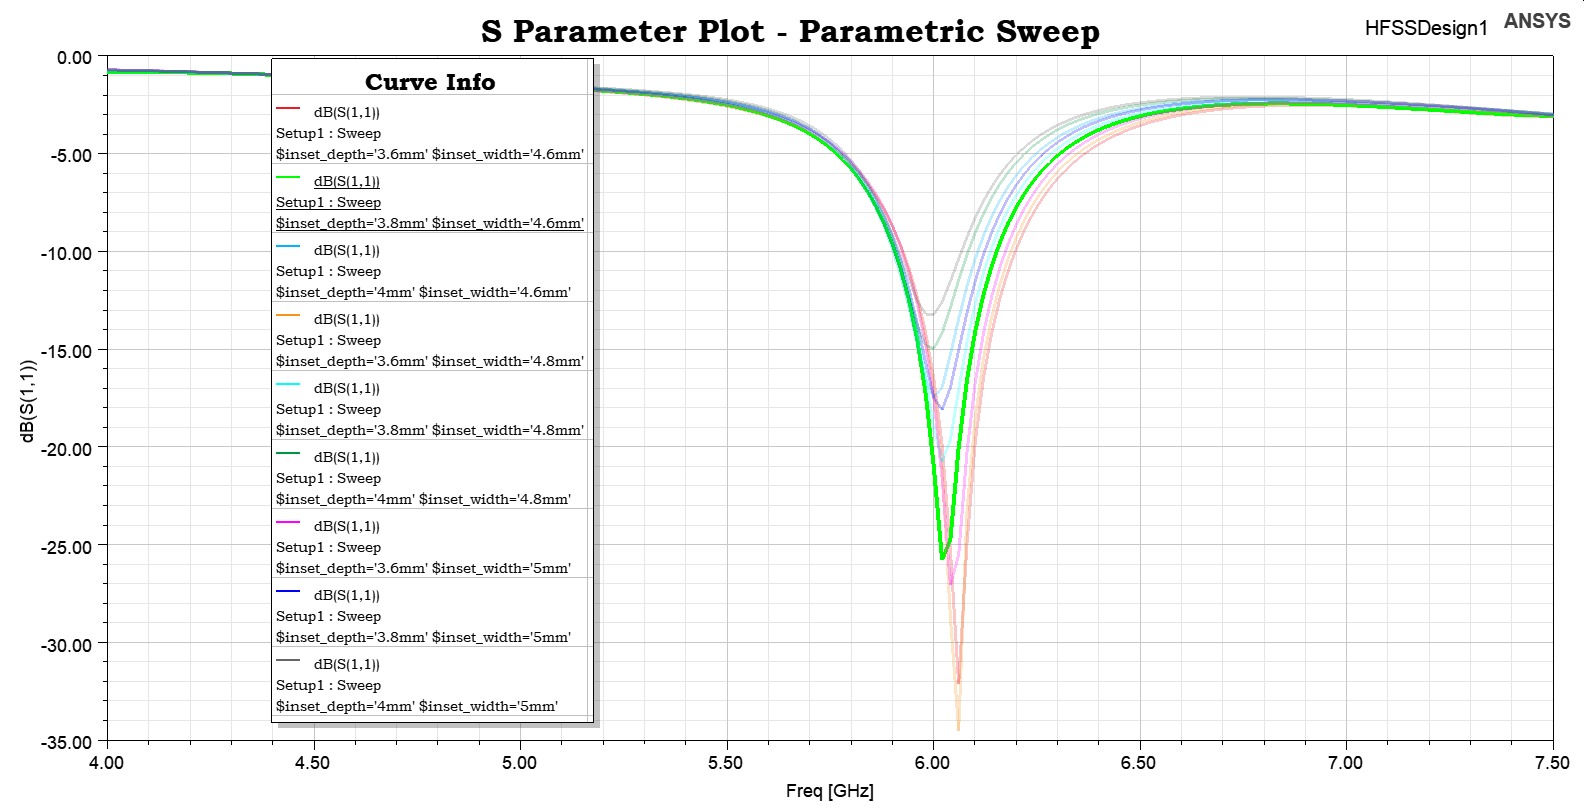 S Parameter Plot - Parametric Sweep
HFSSDesign1
ANSYS
0.00
-5.00
-10.00
-15.00
-20.00
-25.00
-30.00
-35.00
dB(S(1,1))
Curve Info
dB(S(1,1))
Setup1 : Sweep
$inset_depth='3.6mm' $inset_width='4.6mm'
dB(S(1,1))
Setup1 : Sweep
$inset_depth='3.8mm' $inset_width='4.6mm'
dB(S(1,1))
Setup1 : Sweep
$inset_depth='4mm' $inset_width='4.6mm'
dB(S(1,1))
Setup1 : Sweep
$inset_depth='3.6mm' $inset_width='4.8mm'
dB(S(1,1))
Setup1 : Sweep
$inset_depth='3.8mm' $inset_width='4.8mm'
dB(S(1,1))
Setup1 : Sweep
$inset_depth='4mm' $inset_width='4.8mm'
dB(S(1,1))
Setup1 : Sweep
$inset_depth='3.6mm' $inset_width='5mm'
dB(S(1,1))
Setup1 : Sweep
$inset_depth='3.8mm' $inset_width='5mm'
dB(S(1,1))
Setup1 : Sweep
$inset_depth='4mm' $inset_width='5mm'
4.00 4.50 5.00 5.50 6.00 6.50 7.00 7.50
Freq [GHz]